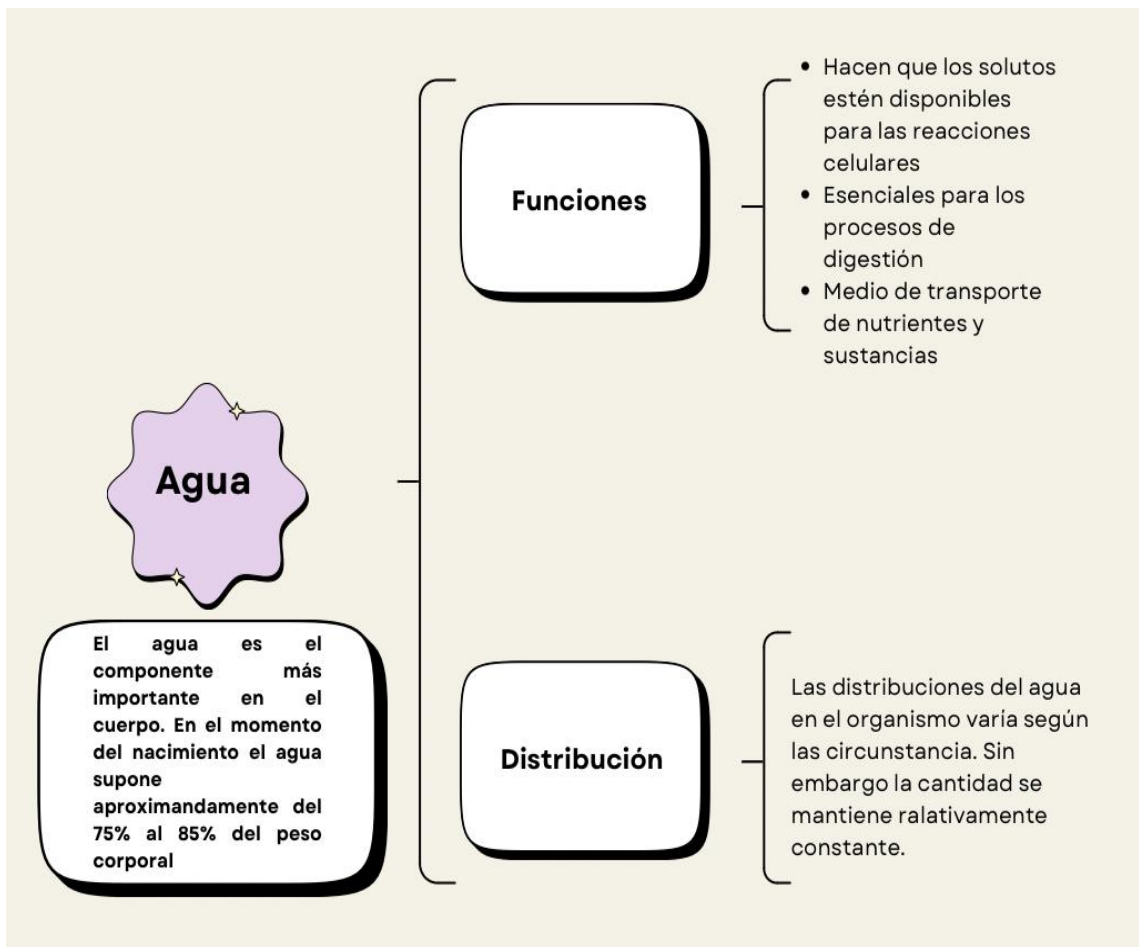 Agua
El agua es el
componente más
importante en el
cuerpo. En el momento
del nacimiento el agua
supone
aproximandamente del
75% al 85% del peso
corporal
Funciones
• Hacen que los solutos
estén disponibles
para las reacciones
celulares
• Esenciales para los
procesos de
digestión
• Medio de transporte
de nutrientes y
sustancias
Distribución
Las distribuciones del agua
en el organismo varía según
las circunstancia. Sin
embargo la cantidad se
mantiene ralativamente
constante.